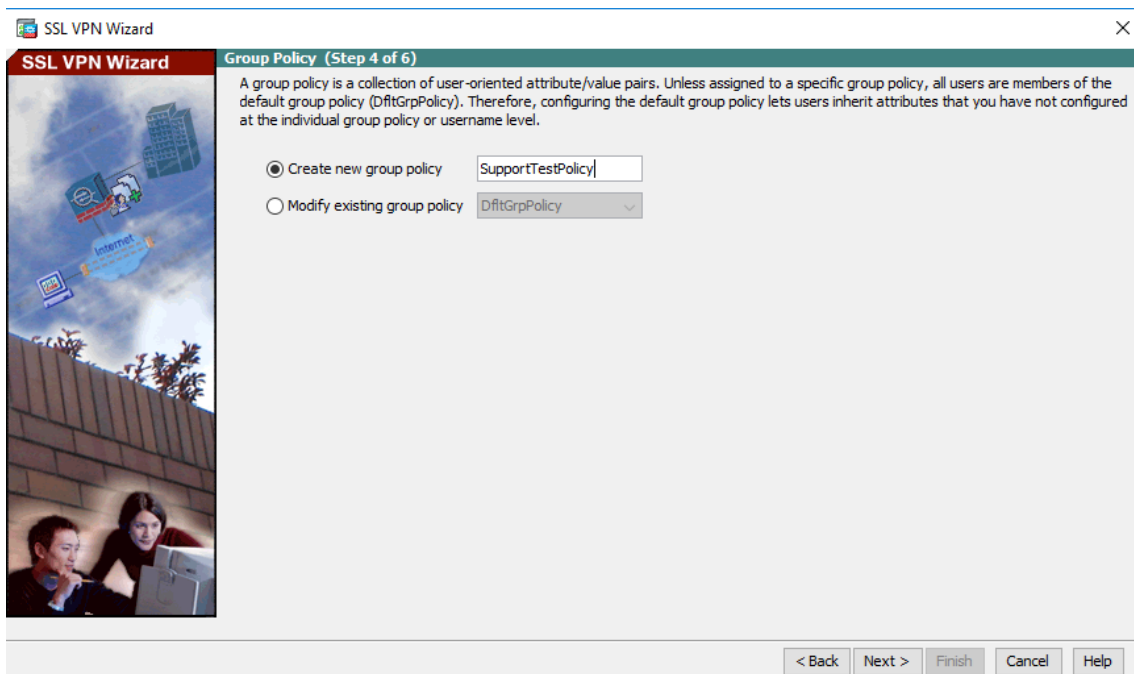 SSL VPN Wizard
SSL VPN Wizard
Group Policy (Step 4 of 6)
A group policy is a collection of user-oriented attribute/value pairs. Unless assigned to a specific group policy, all users are members of the
default group policy (DfltGrpPolicy). Therefore, configuring the default group policy lets users inherit attributes that you have not configured
at the individual group policy or username level.
Create new group policy SupportTestPolicy
Modify existing group policy DfltGrpPolicy
Internet
< Back Next > Finish Cancel Help